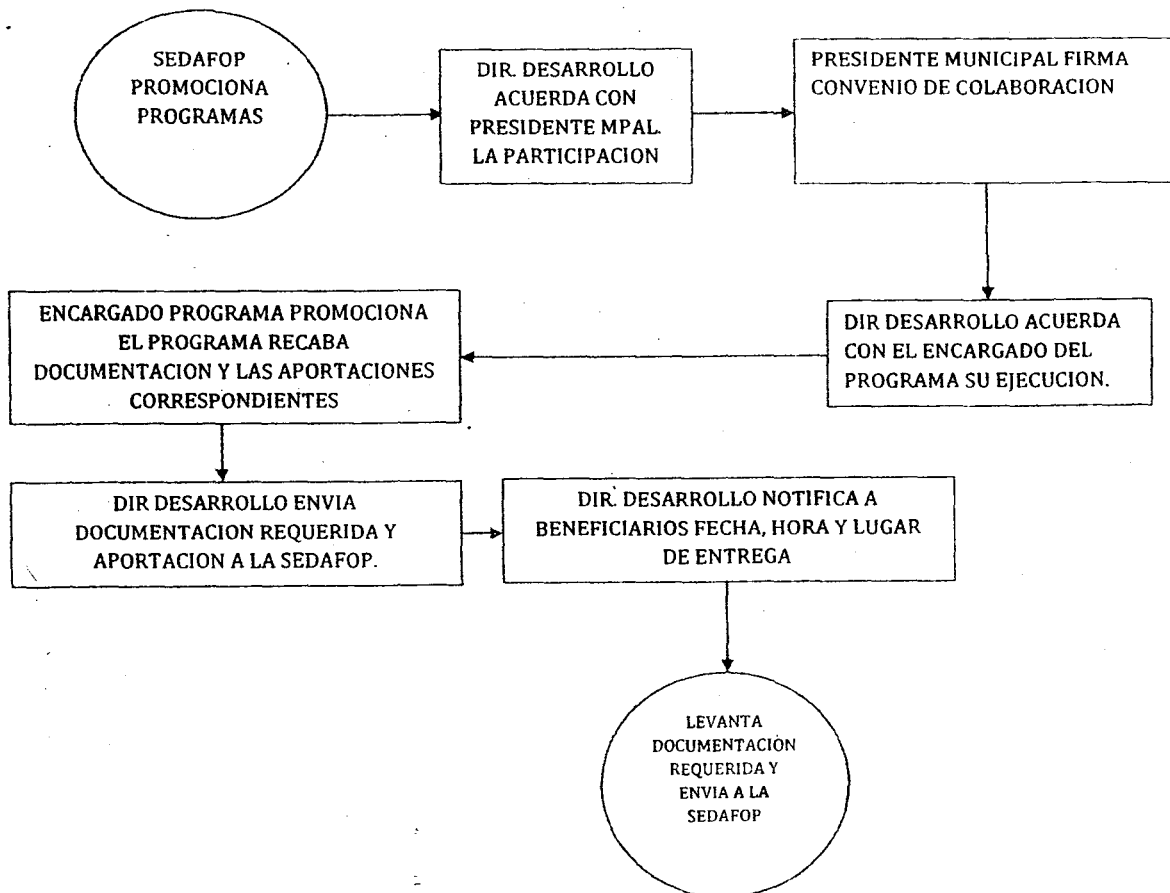 SEDAFOP
PROMOCIONA
PROGRAMAS
DIR. DESARROLLO
ACUERDA CON
PRESIDENTE MPAL.
LA PARTICIPACION
PRESIDENTE MUNICIPAL FIRMA
CONVENIO DE COLABORACION
DIR DESARROLLO ACUERDA
CON EL ENCARGADO DEL
PROGRAMA SU EJECUCION.
ENCARGADO PROGRAMA PROMOCIONA
EL PROGRAMA RECABA
DOCUMENTACION Y LAS APORTACIONES
CORRESPONDIENTES
DIR DESARROLLO ENVIA
DOCUMENTACION REQUERIDA Y
APORTACION A LA SEDAFOP.
DIR. DESARROLLO NOTIFICA A
BENEFICIARIOS FECHA, HORA Y LUGAR
DE ENTREGA
LEVANTA
DOCUMENTACIÓN
REQUERIDA Y
ENVIA A LA
SEDAFOP